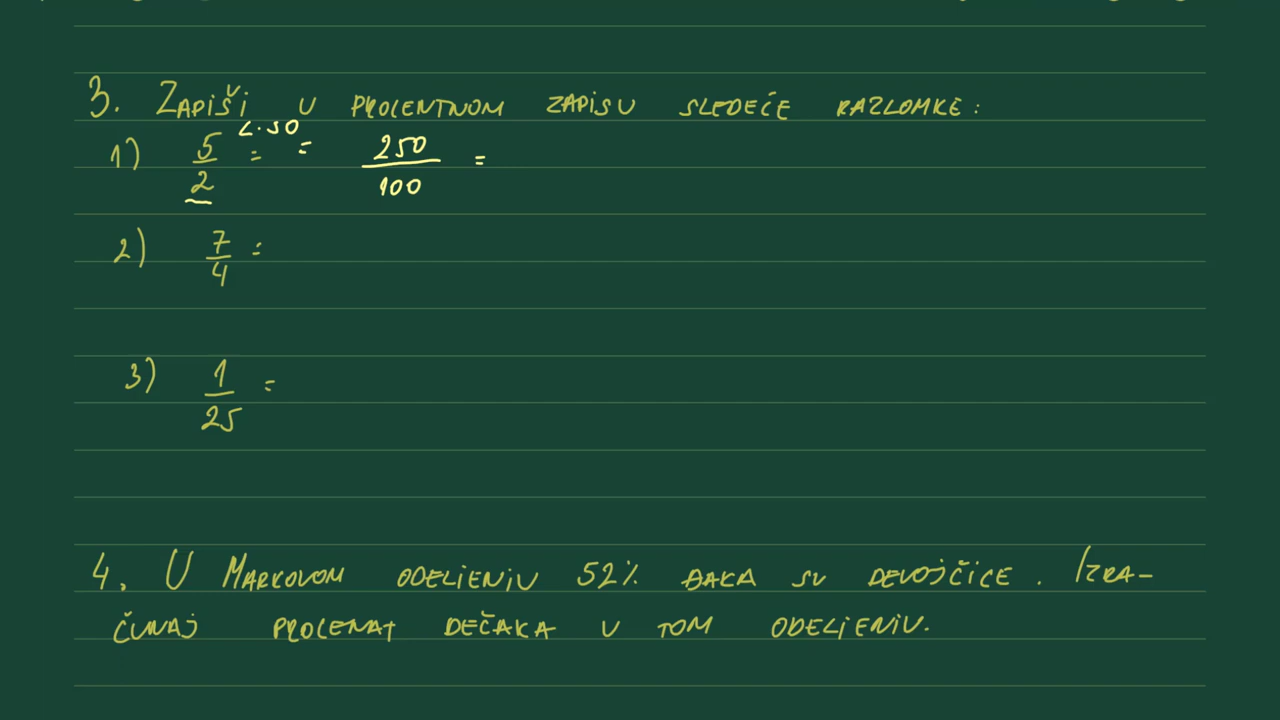 3. Zapiši u procentnom zapisu sledeće razlomke:
1) 5/2 = <·50 = 250/100 =
2) 7/4 =
3) 1/25 =
4. U Markovom odeljenju 52% đaka su devojčice. Izra-
čunaj procenat dečaka u tom odeljenju.